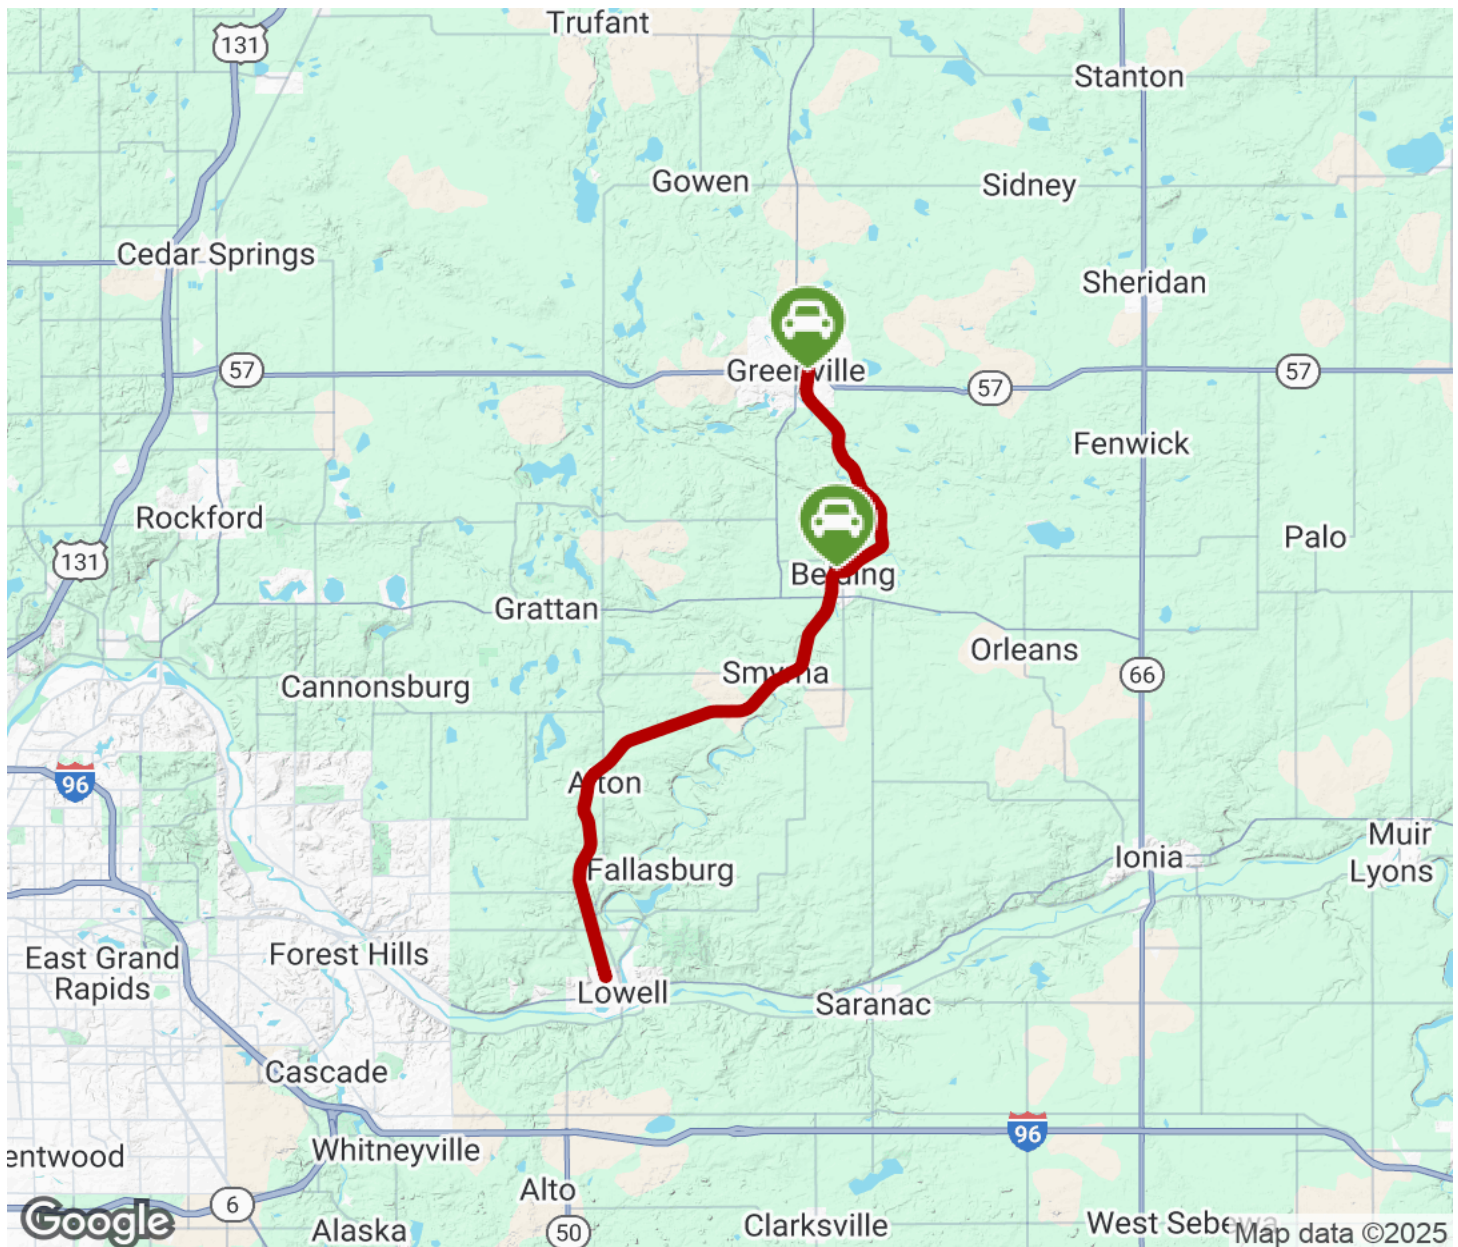 Trufant
131
Stanton
Gowen
Sidney
Cedar Springs
Sheridan
57
Greenville
57
57
Fenwick
Rockford
Palo
131
Belding
Grattan
Orleans
Smyrna
66
Cannonsburg
96
Alton
Muir
Ionia
Fallasburg
Lyons
East Grand
Rapids
Forest Hills
Lowell
Saranac
Cascade
96
Whitneyville
entwood
Alto
6
Google
Alaska
50
Clarksville
West Sebewa
Map data ©2025